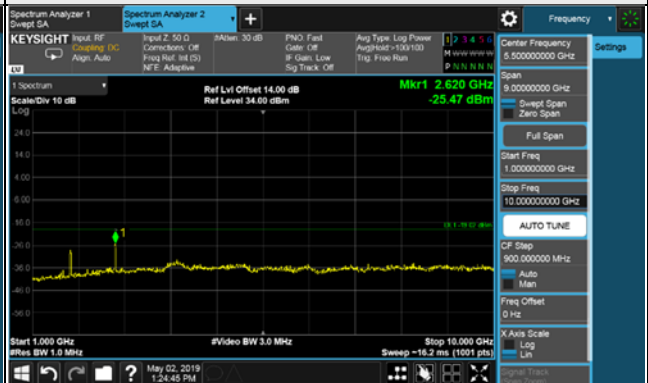 Spectrum Analyzer 1
Swept SA
Spectrum Analyzer 2
Swept SA
+
Frequency
KEYSIGHT
Input: RF
Coupling: DC
Align: Auto
Input Z: 50 Ω
Corrections: Off
Freq Ref: Int (S)
NFE: Adaptive
#Atten: 30 dB
PNO: Fast
Gate: Off
IF Gain: Low
Sig Track: Off
Avg Type: Log Power
Avg|Hold:>100/100
Trig: Free Run
1 2 3 4 5 6
M W W W W W
P N N N N N
LXI
1 Spectrum
Scale/Div 10 dB
Log
Ref Lvl Offset 14.00 dB
Ref Level 34.00 dBm
Mkr1 2.620 GHz
-25.47 dBm
24.0
14.0
4.00
-6.00
-16.0
-26.0
-36.0
-46.0
-56.0
1
Start 1.000 GHz
#Res BW 1.0 MHz
#Video BW 3.0 MHz
Stop 10.000 GHz
Sweep ~16.2 ms (1001 pts)
Center Frequency
5.500000000 GHz
Settings
Span
9.00000000 GHz
Swept Span
Zero Span
Full Span
Start Freq
1.000000000 GHz
Stop Freq
10.000000000 GHz
AUTO TUNE
CF Step
900.000000 MHz
Auto
Man
Freq Offset
0 Hz
X Axis Scale
Log
Lin
Signal Track
?
May 02, 2019
1:24:45 PM